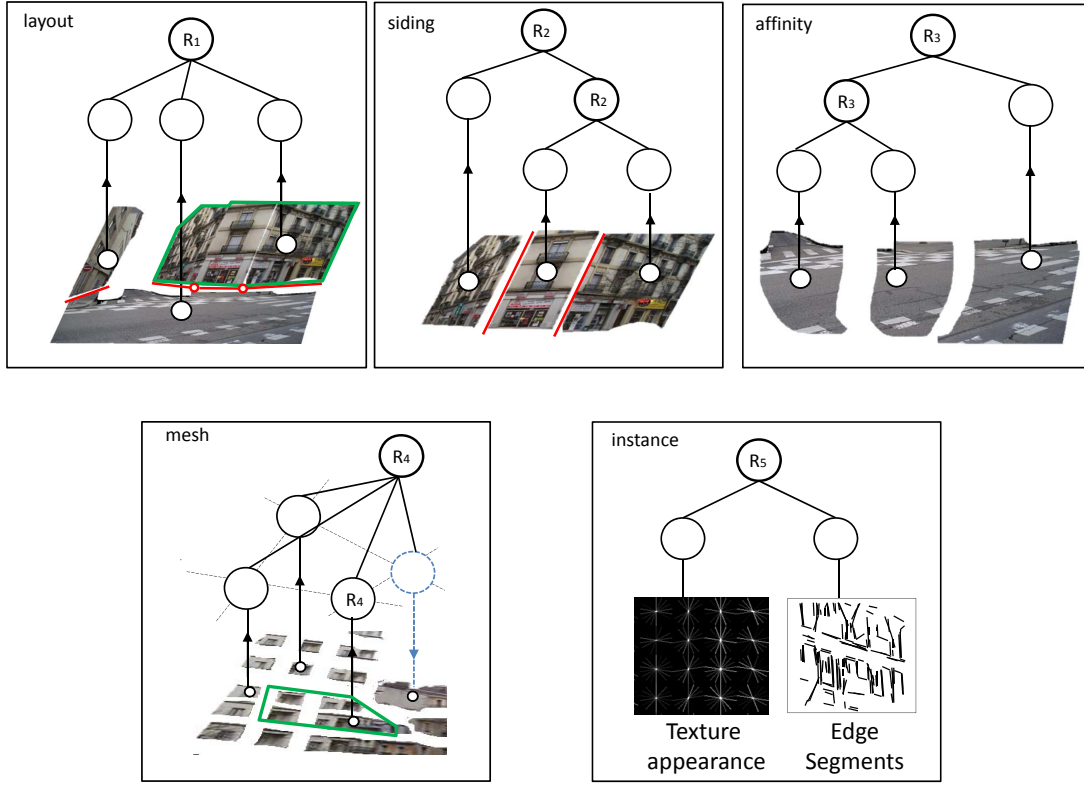 layout
R1
siding
R2
R2
affinity
R3
R3
mesh
R4
R4
instance
R5
Texture
appearance
Edge
Segments